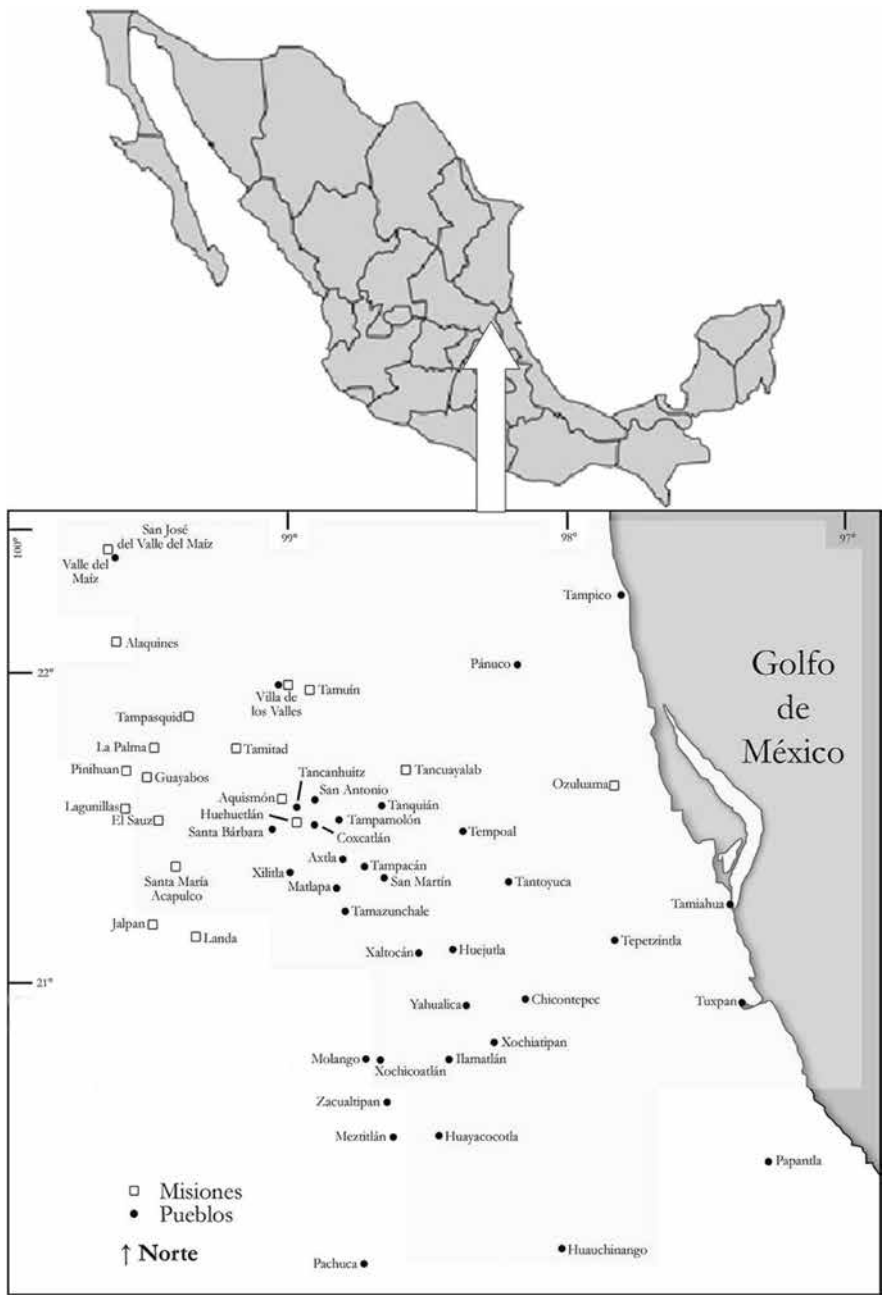 100°
99°
98°
97°
San José
del Valle del Maíz
Valle del
Maíz
Tampico
Alaquines
Pánuco
22°
Golfo
de
México
Tamuín
Villa de
los Valles
Tampasquid
La Palma
Tamitad
Tancanhuitz
Pinihuan
Guayabos
Tancuayalab
Ozuluama
San Antonio
Aquismón
Lagunillas
Tanquián
Huehuetlán
El Sauz
Tampamolón
Santa Bárbara
Tempoal
Coxcatlán
Axtla
Tampacán
Santa María
Acapulco
Xilitla
San Martín
Tantoyuca
Matlapa
Tamiahua
Tamazunchale
Jalpan
Landa
Tepetzintla
Xaltocán
Huejutla
21°
Yahualica
Chicontepec
Tuxpan
Xochiatipan
Molango
Ilamatlán
Xochicoatlán
Zacualtipan
Meztitlán
Huayacocotla
Papantla
Misiones
Pueblos
↑ Norte
Huauchinango
Pachuca